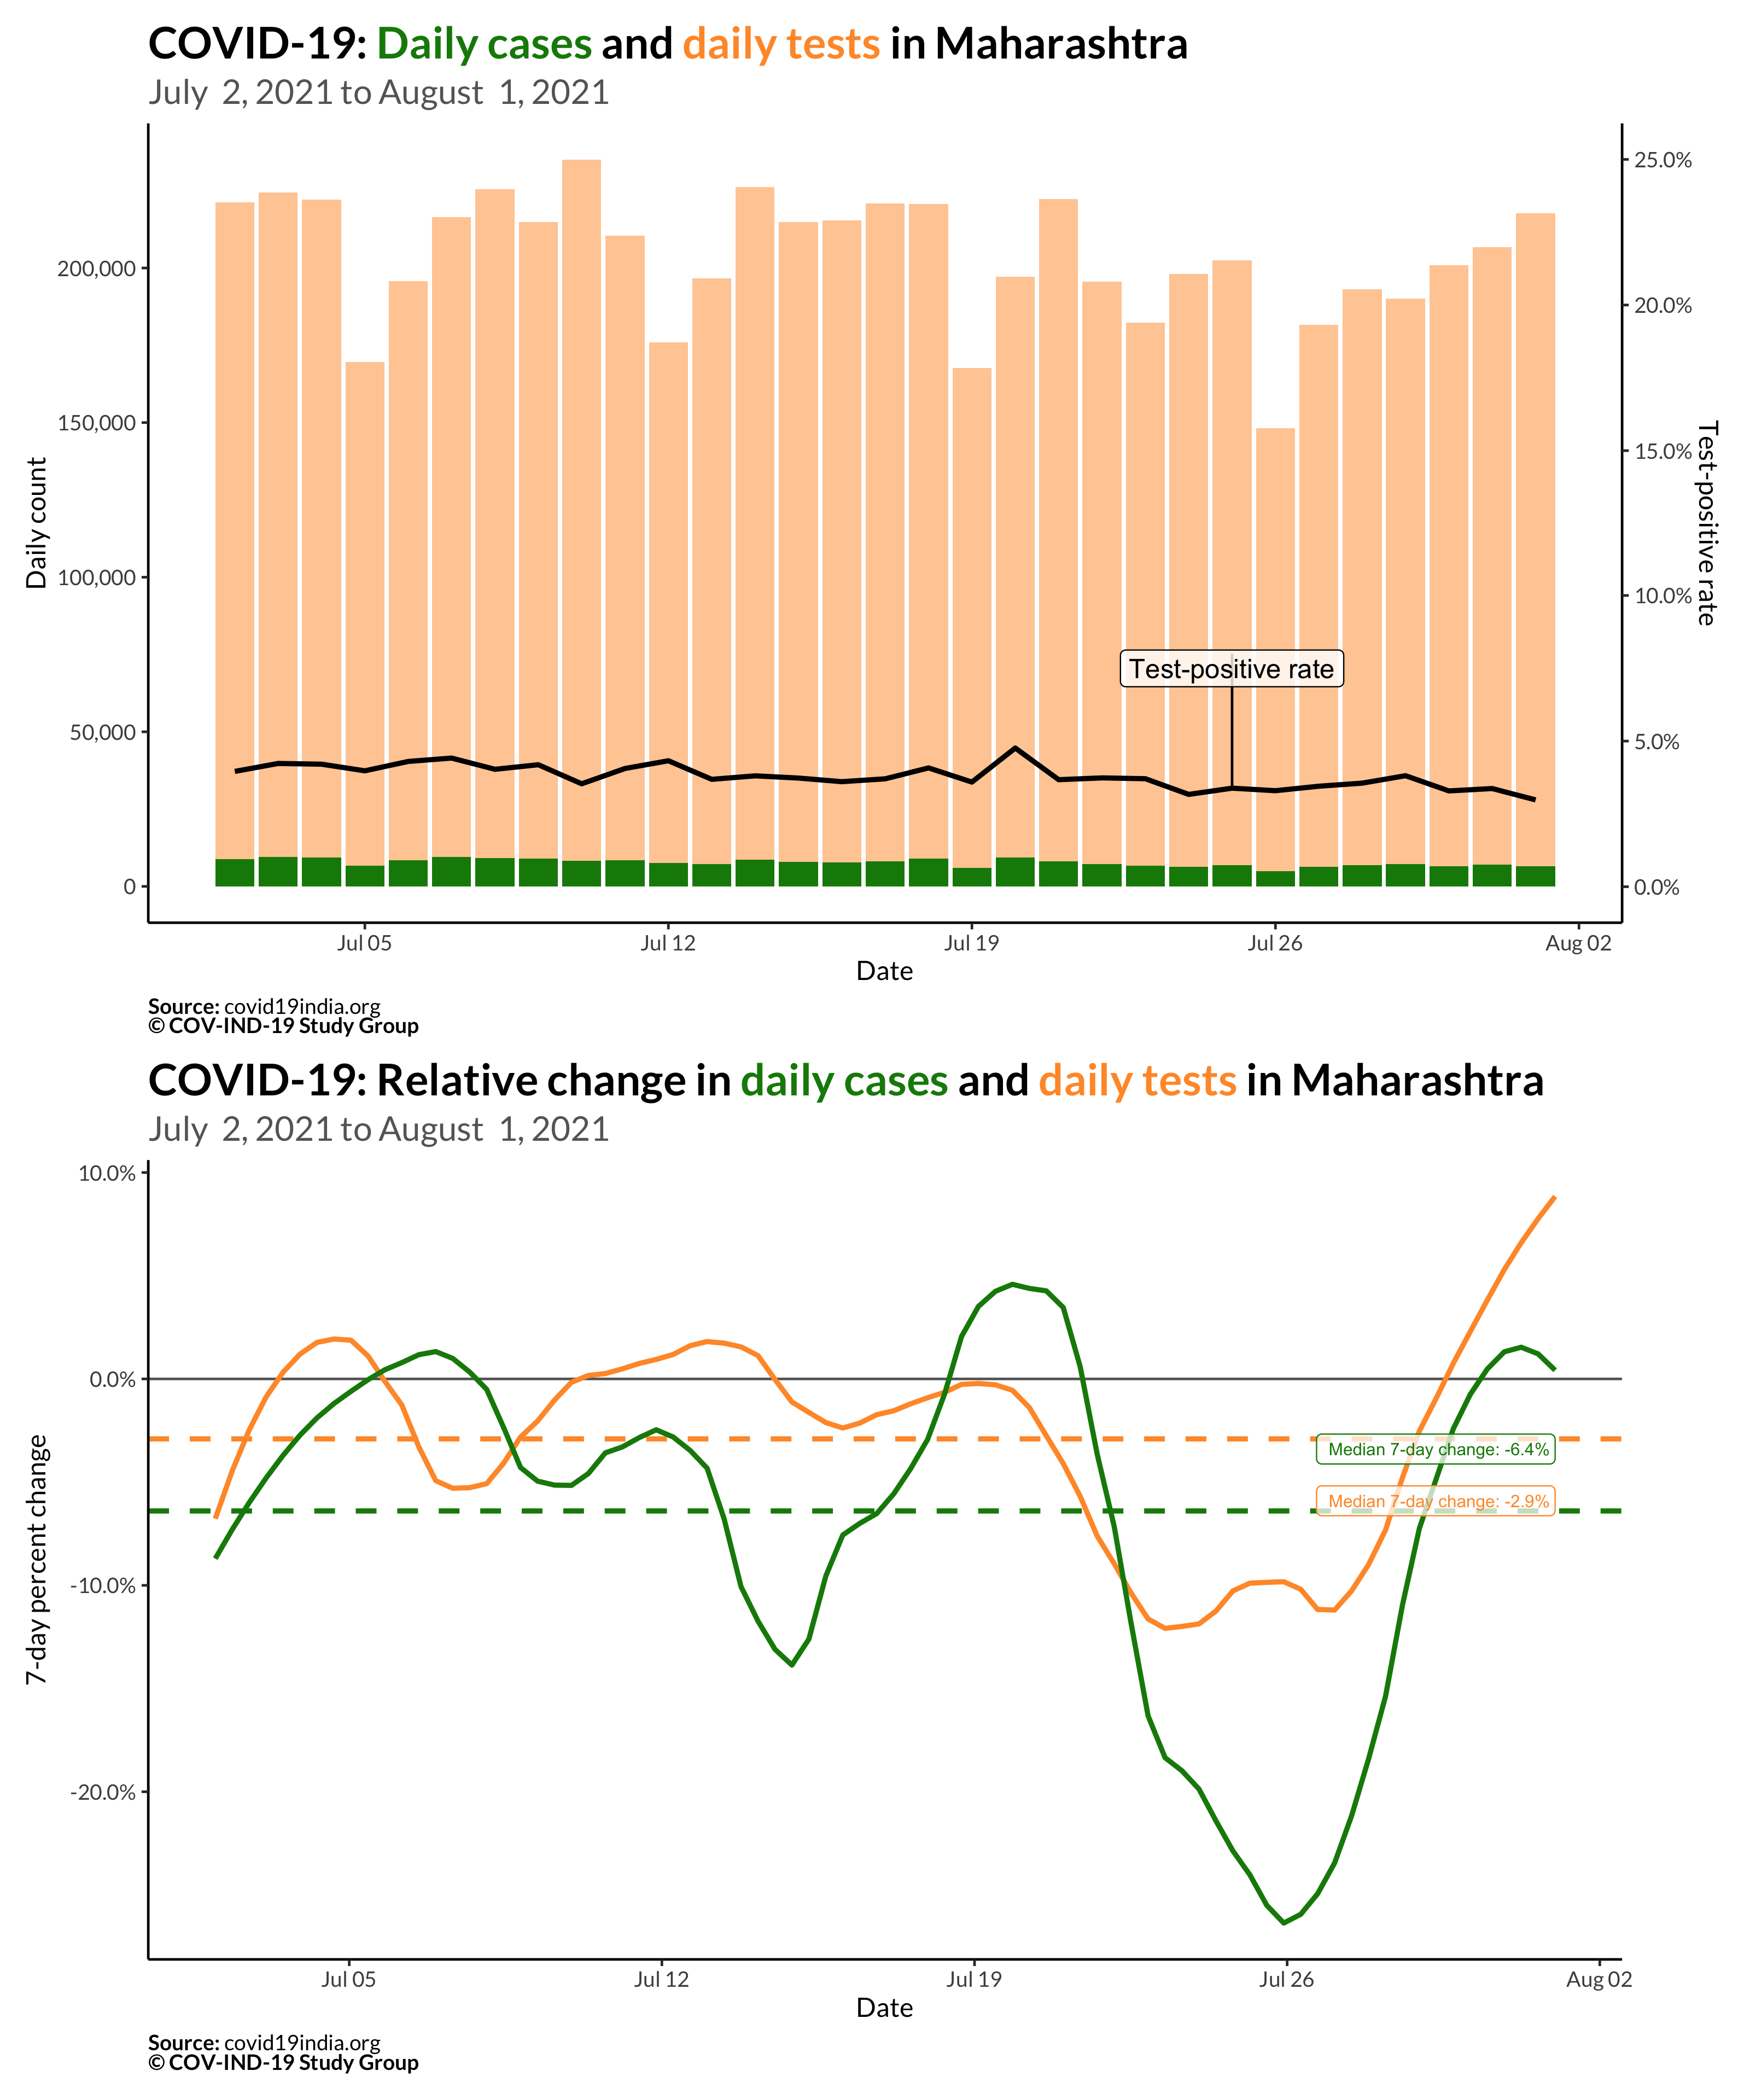 COVID-19: Daily cases and daily tests in Maharashtra
July  2, 2021 to August  1, 2021
25.0%
200,000
20.0%
150,000
15.0%
Daily count
Test-positive rate
100,000
10.0%
Test-positive rate
50,000
5.0%
0
0.0%
Jul 05
Jul 12
Jul 19
Jul 26
Aug 02
Date
Source: covid19india.org
© COV-IND-19 Study Group
COVID-19: Relative change in daily cases and daily tests in Maharashtra
July  2, 2021 to August  1, 2021
10.0%
0.0%
Median 7-day change: -6.4%
Median 7-day change: -2.9%
7-day percent change
-10.0%
-20.0%
Jul 05
Jul 12
Jul 19
Jul 26
Aug 02
Date
Source: covid19india.org
© COV-IND-19 Study Group